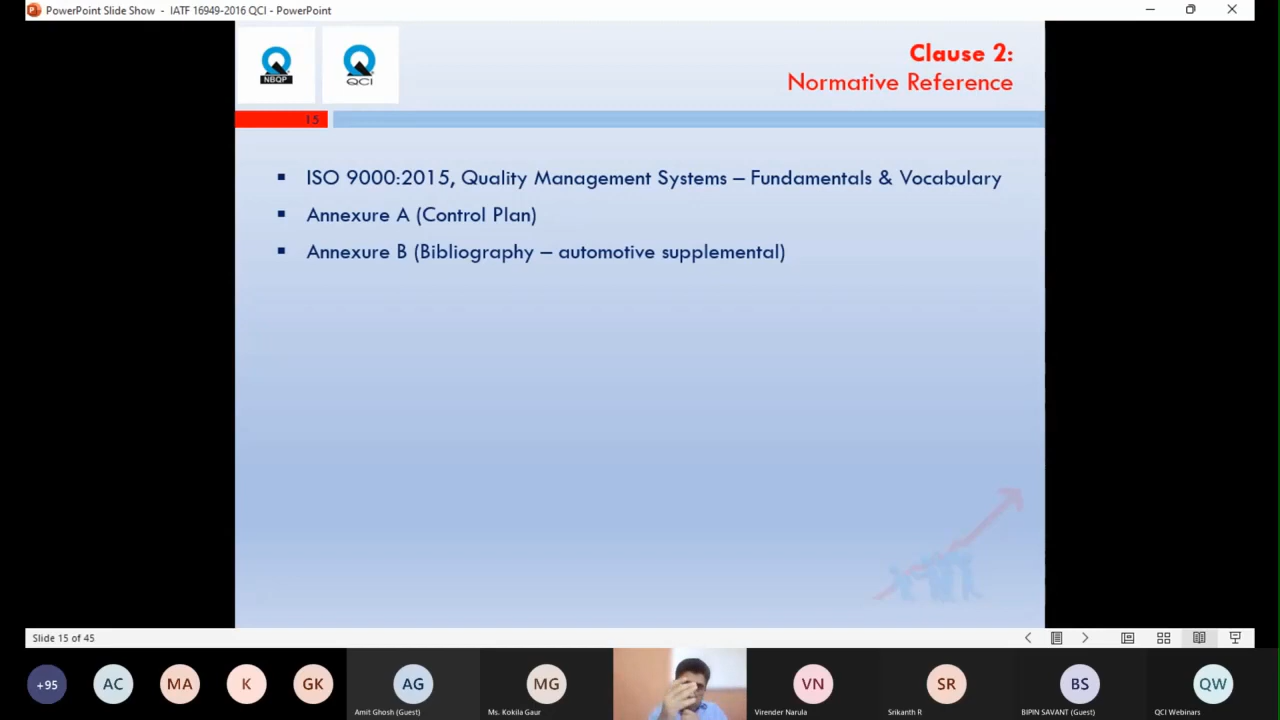 PowerPoint Slide Show - IATF 16949-2016 QCI - PowerPoint
NBQP
QCI
Clause 2:
Normative Reference
15
ISO 9000:2015, Quality Management Systems – Fundamentals & Vocabulary
Annexure A (Control Plan)
Annexure B (Bibliography – automotive supplemental)
Slide 15 of 45
+95
AC
MA
K
GK
AG
MG
VN
SR
BS
QW
Amit Ghosh (Guest)
Ms. Kokila Gaur
Virender Narula
Srikanth R
BIPIN SAVANT (Guest)
QCI Webinars